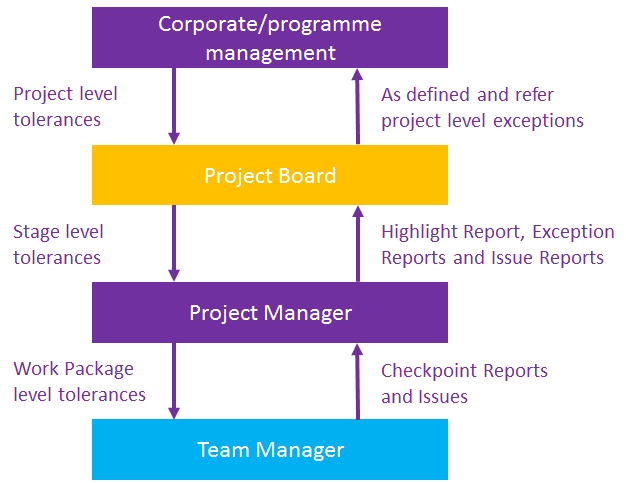 Corporate/programme
management
Project level
tolerances
As defined and refer
project level exceptions
Project Board
Stage level
tolerances
Highlight Report, Exception
Reports and Issue Reports
Project Manager
Work Package
level tolerances
Checkpoint Reports
and Issues
Team Manager